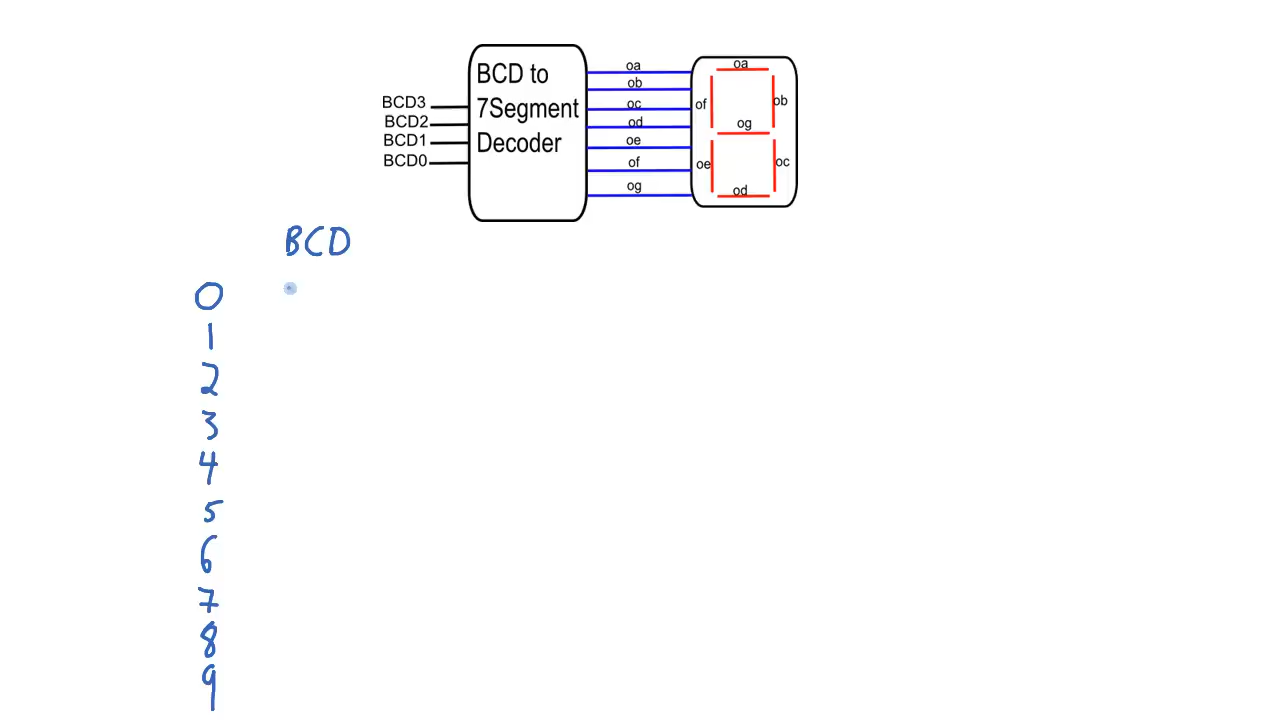 BCD to
7Segment
Decoder
BCD3
BCD2
BCD1
BCD0
oa
ob
oc
od
oe
of
og
oa
of
ob
og
oe
oc
od
BCD
0
1
2
3
4
5
6
7
8
9